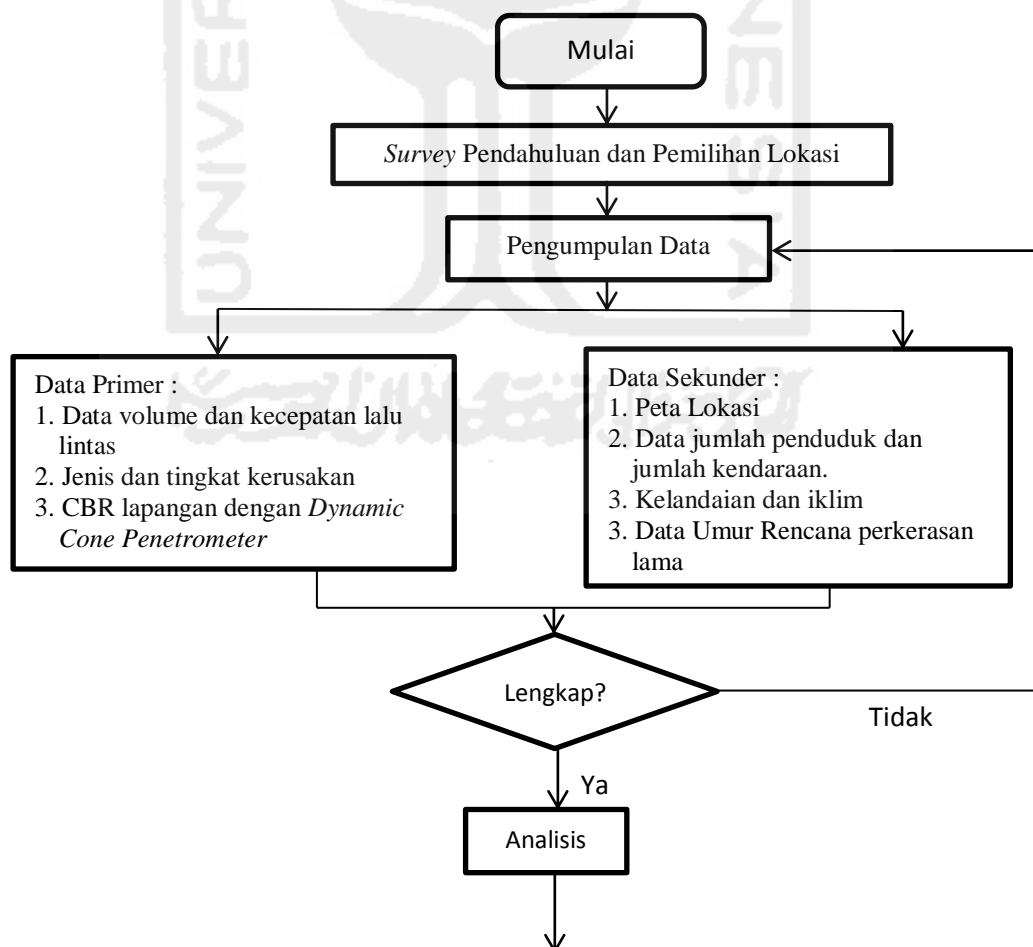 Mulai
Survey Pendahuluan dan Pemilihan Lokasi
Pengumpulan Data
Data Primer :
1. Data volume dan kecepatan lalu
lintas
2. Jenis dan tingkat kerusakan
3. CBR lapangan dengan Dynamic
Cone Penetrometer
Data Sekunder :
1. Peta Lokasi
2. Data jumlah penduduk dan
jumlah kendaraan.
3. Kelandaian dan iklim
3. Data Umur Rencana perkerasan
lama
Lengkap?
Tidak
Ya
Analisis
UNIVER
NESIA